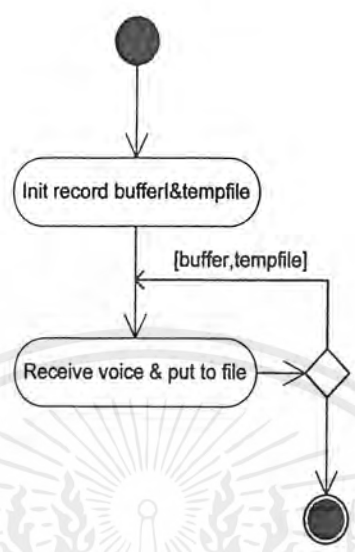 Init record bufferl&tempfile
[buffer,tempfile]
Receive voice & put to file